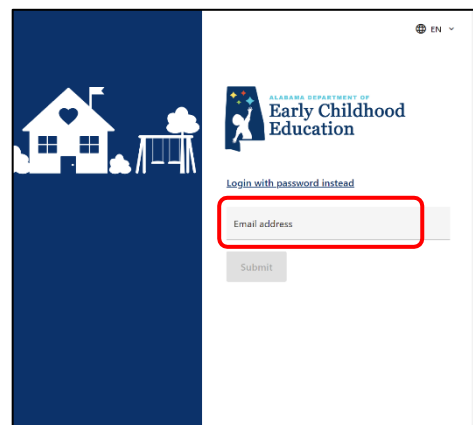 EN
ALABAMA DEPARTMENT OF
Early Childhood
Education
Login with password instead
Email address
Submit